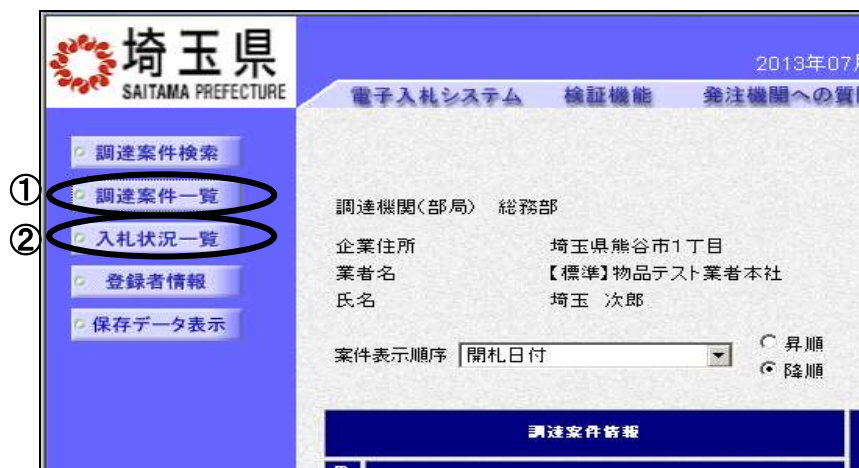 埼玉県
SAITAMA PREFECTURE
2013年07月
電子入札システム 検証機能 発注機関への質問
調達案件検索
① 調達案件一覧
② 入札状況一覧
登録者情報
保存データ表示
調達機関(部局) 総務部
企業住所 埼玉県熊谷市1丁目
業者名 【標準】物品テスト業者本社
氏名 埼玉 次郎
案件表示順序 開札日付
昇順
降順
調達案件情報